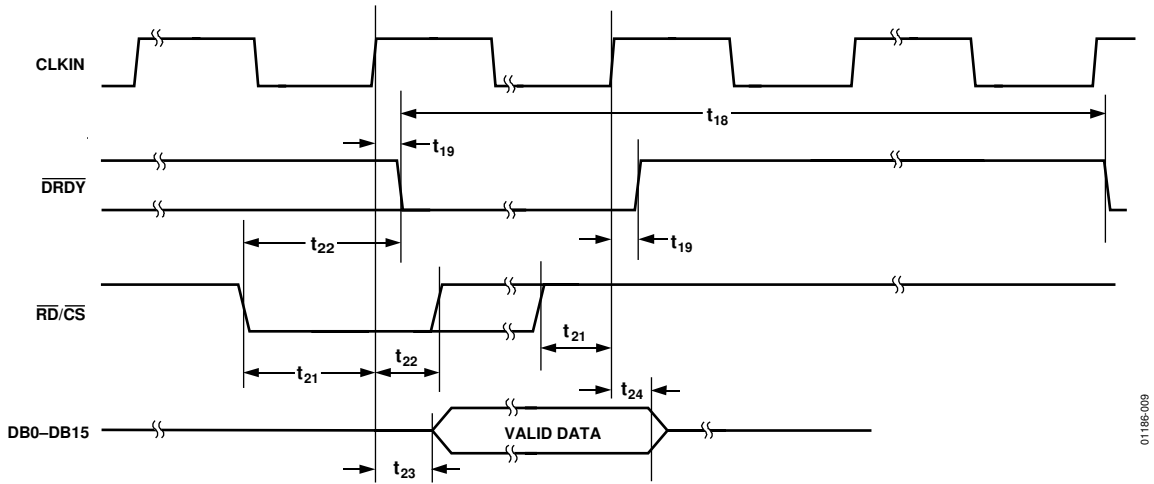 CLKIN
t18
t19
DRDY
t22
t19
RD/CS
t21
t22
t21
t24
DB0–DB15
VALID DATA
t23
01186-009